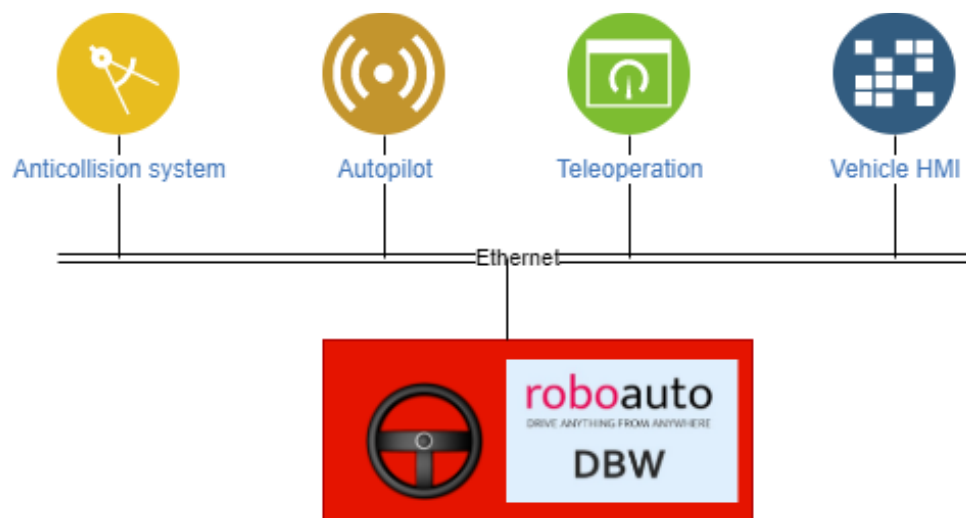 Anticollision system
Autopilot
Teleoperation
Vehicle HMI
Ethernet
roboauto
DRIVE ANYTHING FROM ANYWHERE
DBW